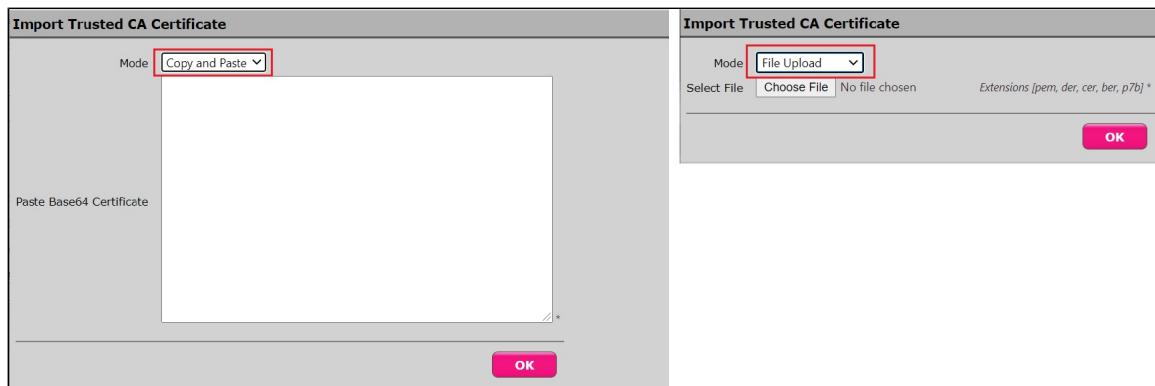 Import Trusted CA Certificate
Mode Copy and Paste
Paste Base64 Certificate
*
OK
Import Trusted CA Certificate
Mode File Upload
Select File Choose File No file chosen Extensions [pem, der, cer, ber, p7b] *
OK